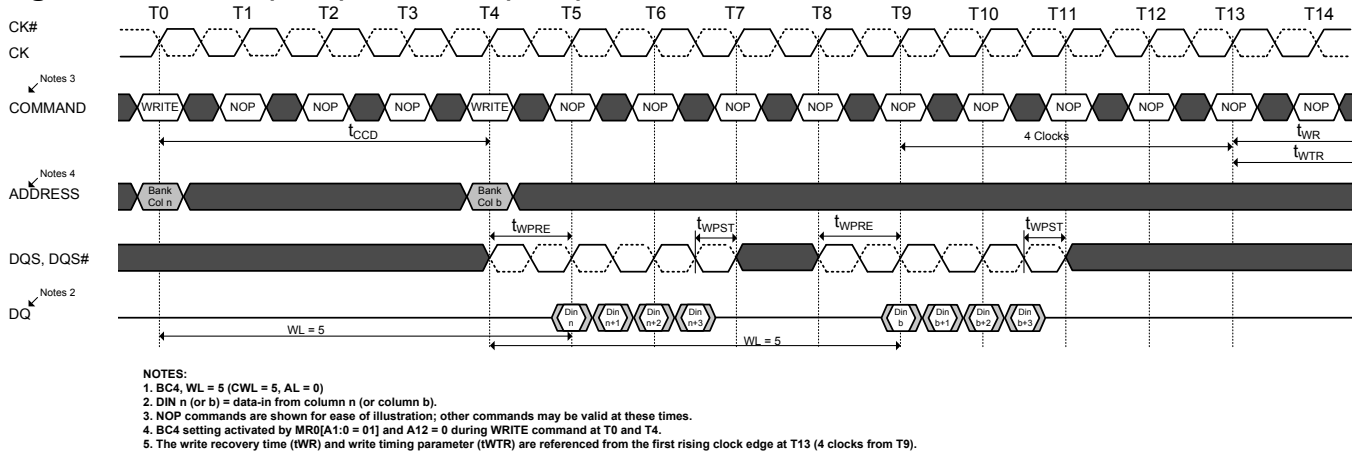 T0 T1 T2 T3 T4 T5 T6 T7 T8 T9 T10 T11 T12 T13 T14
CK#
CK
Notes 3
COMMAND
WRITE NOP NOP NOP WRITE NOP NOP NOP NOP NOP NOP NOP NOP NOP NOP
tCCD
4 Clocks
tWR
tWTR
Notes 4
ADDRESS
Bank Bank
Col n Col b
tWPRE tWPST tWPRE tWPST
DQS, DQS#
Notes 2
DQ
Din Din Din Din Din Din Din Din
n n+1 n+2 n+3 b b+1 b+2 b+3
WL = 5
WL = 5
NOTES:
1. BC4, WL = 5 (CWL = 5, AL = 0)
2. DIN n (or b) = data-in from column n (or column b).
3. NOP commands are shown for ease of illustration; other commands may be valid at these times.
4. BC4 setting activated by MR0[A1:0 = 01] and A12 = 0 during WRITE command at T0 and T4.
5. The write recovery time (tWR) and write timing parameter (tWTR) are referenced from the first rising clock edge at T13 (4 clocks from T9).